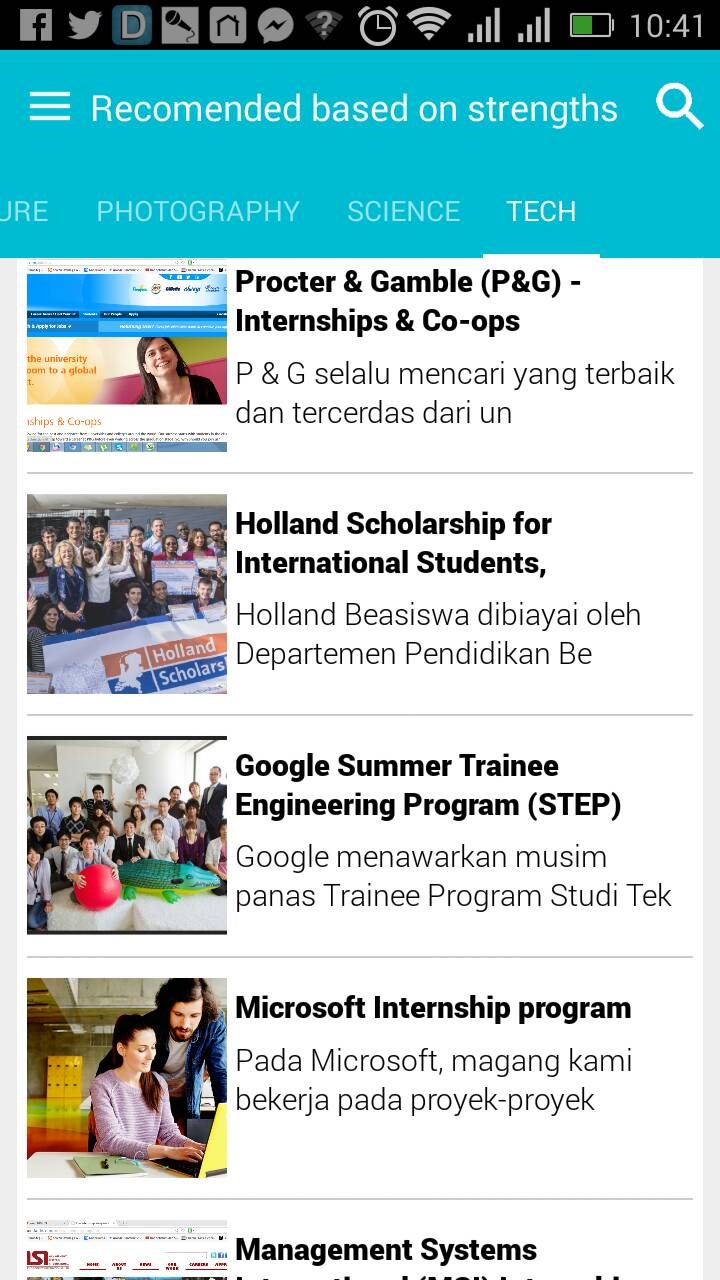 10:41
Recomended based on strengths
URE PHOTOGRAPHY SCIENCE TECH
the university
oom to a global
nships & Co-ops
Procter & Gamble (P&G) -
Internships & Co-ops
P & G selalu mencari yang terbaik
dan tercerdas dari un
Holland
Scholars
Holland Scholarship for
International Students,
Holland Beasiswa dibiayai oleh
Departemen Pendidikan Be
Google Summer Trainee
Engineering Program (STEP)
Google menawarkan musim
panas Trainee Program Studi Tek
Microsoft Internship program
Pada Microsoft, magang kami
bekerja pada proyek-proyek
Management Systems